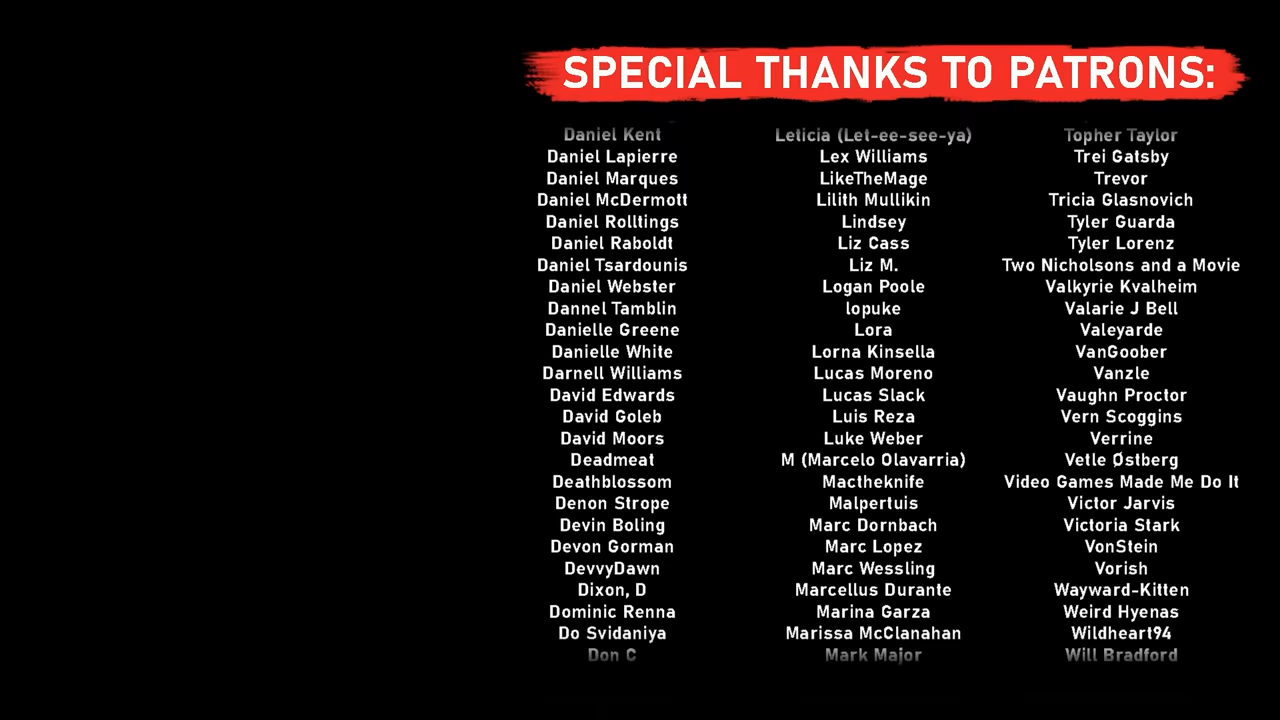 SPECIAL THANKS TO PATRONS:
Daniel Kent
Daniel Lapierre
Daniel Marques
Daniel McDermott
Daniel Rolltings
Daniel Raboldt
Daniel Tsardounis
Daniel Webster
Dannel Tamblin
Danielle Greene
Danielle White
Darnell Williams
David Edwards
David Goleb
David Moors
Deadmeat
Deathblossom
Denon Strope
Devin Boling
Devon Gorman
DevvyDawn
Dixon, D
Dominic Renna
Do Svidaniya
Don C
Leticia (Let-ee-see-ya)
Lex Williams
LikeTheMage
Lilith Mullikin
Lindsey
Liz Cass
Liz M.
Logan Poole
lopuke
Lora
Lorna Kinsella
Lucas Moreno
Lucas Slack
Luis Reza
Luke Weber
M (Marcelo Olavarria)
Mactheknife
Malpertuis
Marc Dornbach
Marc Lopez
Marc Wessling
Marcellus Durante
Marina Garza
Marissa McClanahan
Mark Major
Topher Taylor
Trei Gatsby
Trevor
Tricia Glasnovich
Tyler Guarda
Tyler Lorenz
Two Nicholsons and a Movie
Valkyrie Kvalheim
Valarie J Bell
Valeyarde
VanGoober
Vanzle
Vaughn Proctor
Vern Scoggins
Verrine
Vetle Østberg
Video Games Made Me Do It
Victor Jarvis
Victoria Stark
VonStein
Vorish
Wayward-Kitten
Weird Hyenas
Wildheart94
Will Bradford